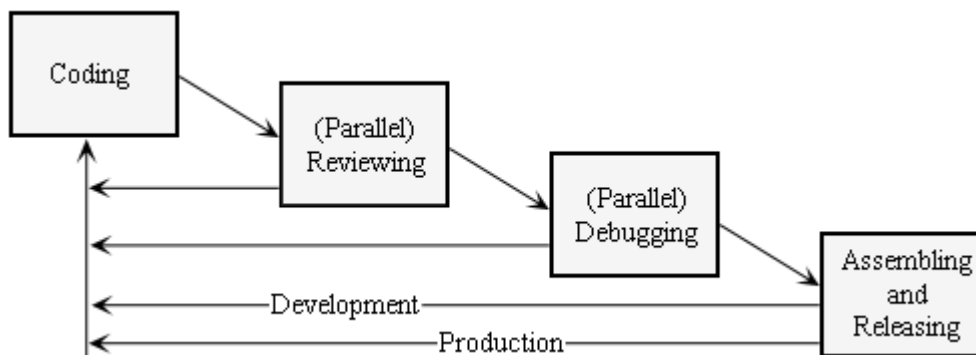 Coding
(Parallel)
Reviewing
(Parallel)
Debugging
Assembling
and
Releasing
Development
Production